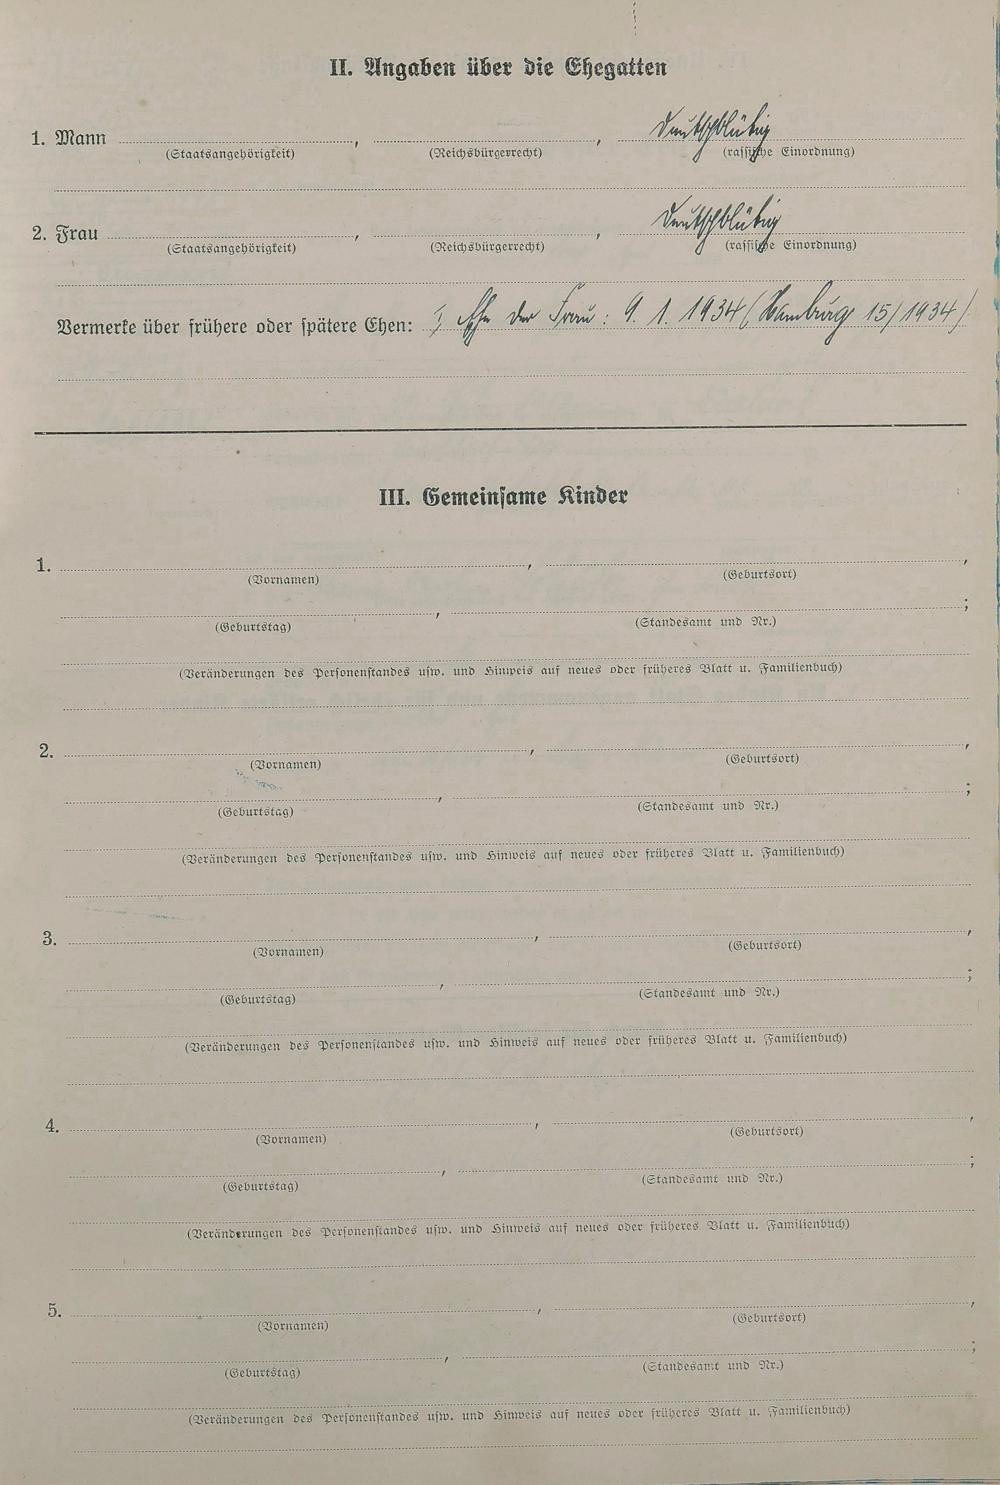 II. Angaben über die Ehegatten
1. Mann , , deutschblütig
(Staatsangehörigkeit) (Reichsbürgerrecht) (rassische Einordnung)
2. Frau , , deutschblütig
(Staatsangehörigkeit) (Reichsbürgerrecht) (rassische Einordnung)
Vermerke über frühere oder spätere Ehen: I Ehe der Frau: 9. 1. 1934 (Hamburg 15/1934)
III. Gemeinsame Kinder
1. , ,
(Vornamen) (Geburtsort)
, ;
(Geburtstag) (Standesamt und Nr.)
(Veränderungen des Personenstandes usw. und Hinweis auf neues oder früheres Blatt u. Familienbuch)
2. , ,
(Vornamen) (Geburtsort)
, ;
(Geburtstag) (Standesamt und Nr.)
(Veränderungen des Personenstandes usw. und Hinweis auf neues oder früheres Blatt u. Familienbuch)
3. , ,
(Vornamen) (Geburtsort)
, ;
(Geburtstag) (Standesamt und Nr.)
(Veränderungen des Personenstandes usw. und Hinweis auf neues oder früheres Blatt u. Familienbuch)
4. , ,
(Vornamen) (Geburtsort)
, ;
(Geburtstag) (Standesamt und Nr.)
(Veränderungen des Personenstandes usw. und Hinweis auf neues oder früheres Blatt u. Familienbuch)
5. , ,
(Vornamen) (Geburtsort)
, ;
(Geburtstag) (Standesamt und Nr.)
(Veränderungen des Personenstandes usw. und Hinweis auf neues oder früheres Blatt u. Familienbuch)